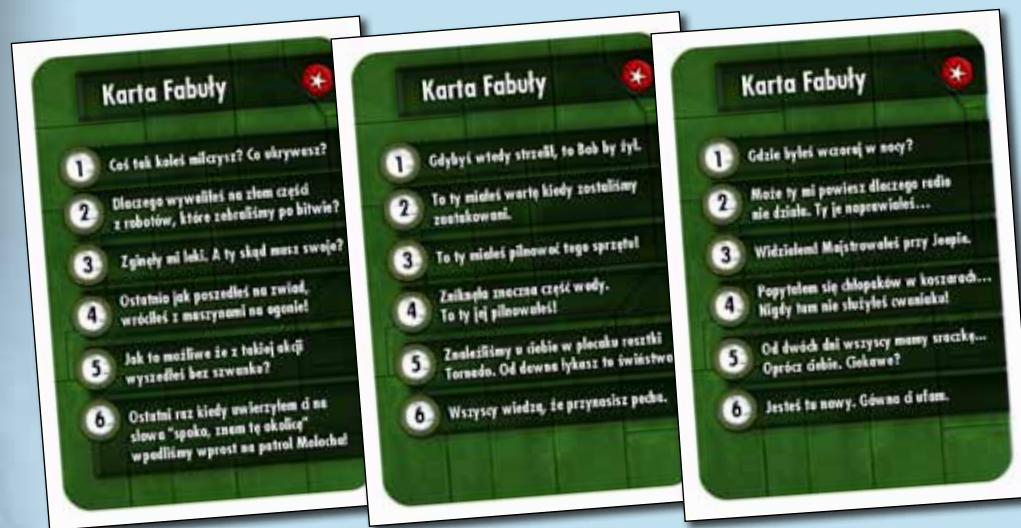 Karta Fabuły
1 Coś tak koleś milczysz? Co ukrywasz?
2 Dlaczego wywaliłeś na złom części
z robotów, które zebraliśmy po bitwie?
3 Zginęły mi leki. A ty skąd masz swoje?
4 Ostatnio jak poszedłeś na zwiad,
wróciłeś z maszynami na ogonie!
5 Jak to możliwe że z takiej akcji
wyszedłeś bez szwanku?
6 Ostatni raz kiedy uwierzyłem ci na
słowo "spoko, znam tę okolicę"
wpadliśmy wprost na patrol Molocha!
Karta Fabuły
1 Gdybyś wtedy strzelił, to Bob by żył.
2 To ty miałeś wartę kiedy zostaliśmy
zaatakowani.
3 To ty miałeś pilnować tego sprzętu!
4 Zniknęła znaczna część wody.
To ty jej pilnowałeś!
5 Znaleźliśmy u ciebie w plecaku resztki
Tornado. Od dawna łykasz to świństwo
6 Wszyscy wiedzą, że przynosisz pecha.
Karta Fabuły
1 Gdzie byłeś wczoraj w nocy?
2 Może ty mi powiesz dlaczego radio
nie działa. Ty je naprawiałeś...
3 Widziałem! Majstrowałeś przy Jeepie.
4 Popytałem się chłopaków w koszarach...
Nigdy tam nie służyłeś cwaniaku!
5 Od dwóch dni wszyscy mamy sraczkę...
Oprócz ciebie. Ciekawe?
6 Jesteś tu nowy. Gówno ci ufam.